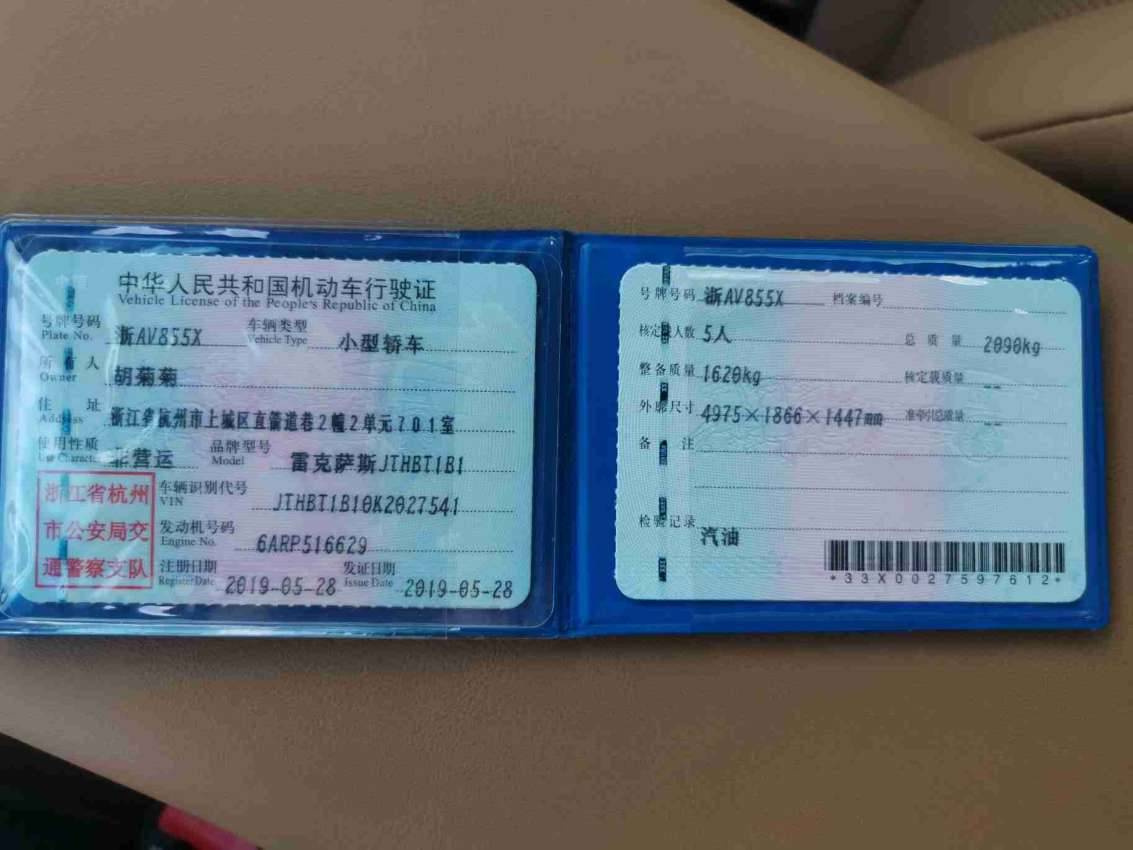 中华人民共和国机动车行驶证
Vehicle License of the People's Republic of China
号牌号码 浙AV855X 车辆类型 小型轿车
Plate No. Vehicle Type
所有人 胡菊菊
Owner
住址 浙江省杭州市上城区直箭道巷2幢2单元701室
Address
使用性质 非营运 品牌型号 雷克萨斯JTHBT1B1
Use Character Model
浙江省杭州
市公安局交
通警察支队
车辆识别代号 JTHBT1B10K2027541
VIN
发动机号码 6ARP516629
Engine No.
注册日期 2019-05-28 发证日期 2019-05-28
Register Date Issue Date
号牌号码 浙AV855X 档案编号
核定载人数 5人 总质量 2090kg
整备质量 1620kg 核定载质量 --
外廓尺寸 4975×1866×1447mm 准牵引总质量 --
备注
检验记录
汽油
*33X0027597612*